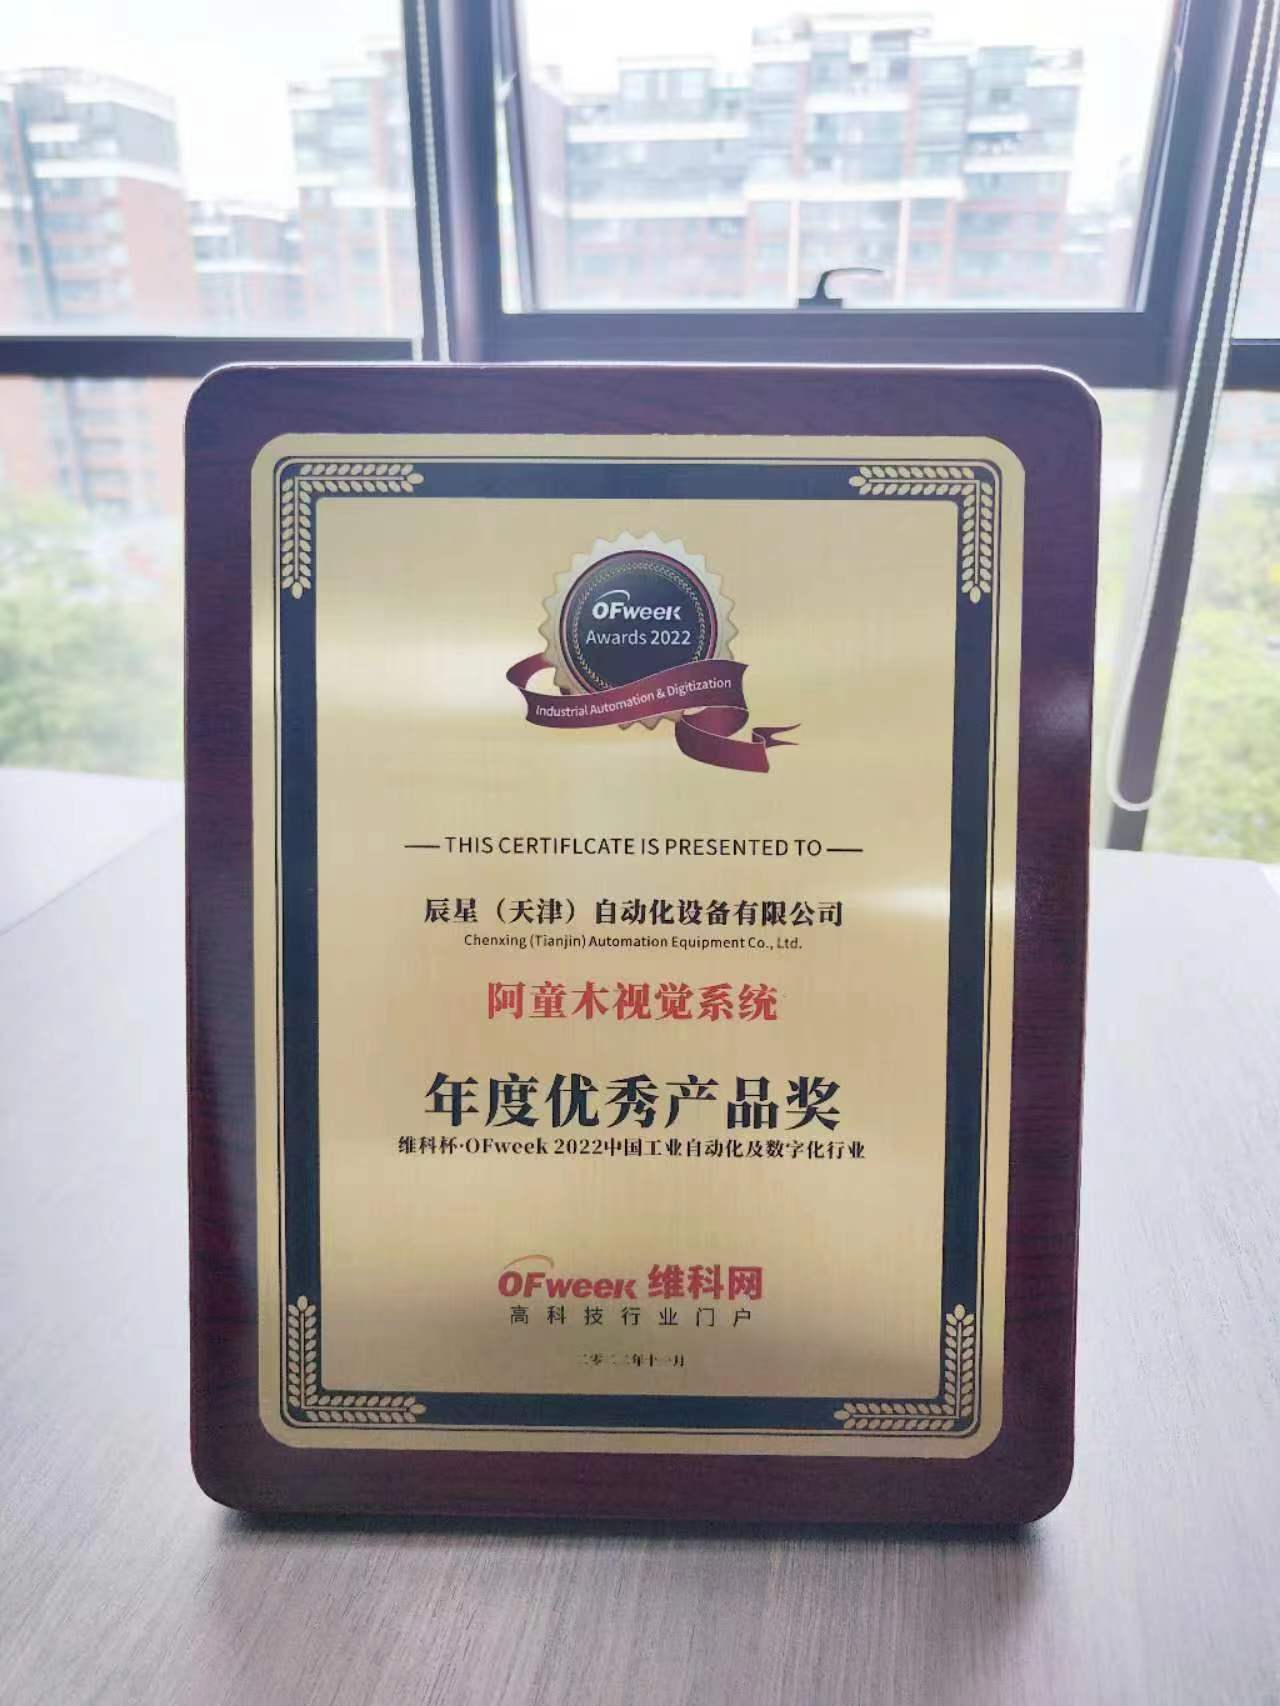 OFweek
Awards 2022
Industrial Automation & Digitization
THIS CERTIFLCATE IS PRESENTED TO
辰星（天津）自动化设备有限公司
Chenxing (Tianjin) Automation Equipment Co., Ltd.
阿童木视觉系统
年度优秀产品奖
维科杯·OFweek 2022中国工业自动化及数字化行业
OFweek 维科网
高科技行业门户
二零二二年十一月